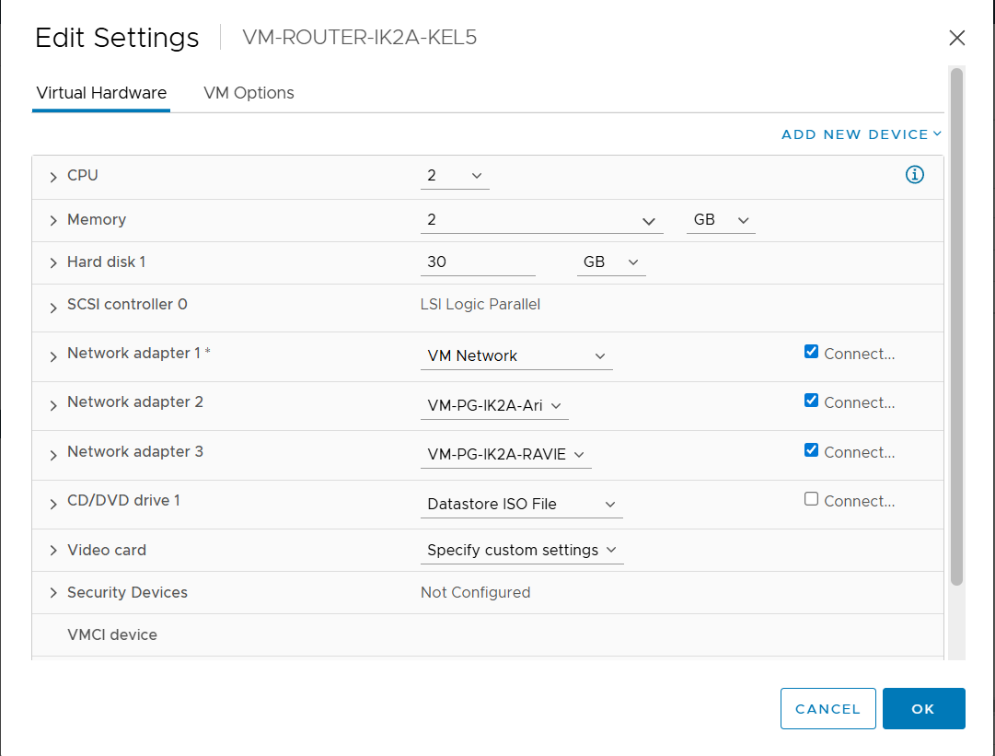 Edit Settings VM-ROUTER-IK2A-KEL5
Virtual Hardware VM Options
ADD NEW DEVICE
CPU 2
Memory 2 GB
Hard disk 1 30 GB
SCSI controller 0 LSI Logic Parallel
Network adapter 1 * VM Network Connect...
Network adapter 2 VM-PG-IK2A-Ari Connect...
Network adapter 3 VM-PG-IK2A-RAVIE Connect...
CD/DVD drive 1 Datastore ISO File Connect...
Video card Specify custom settings
Security Devices Not Configured
VMCI device
CANCEL OK